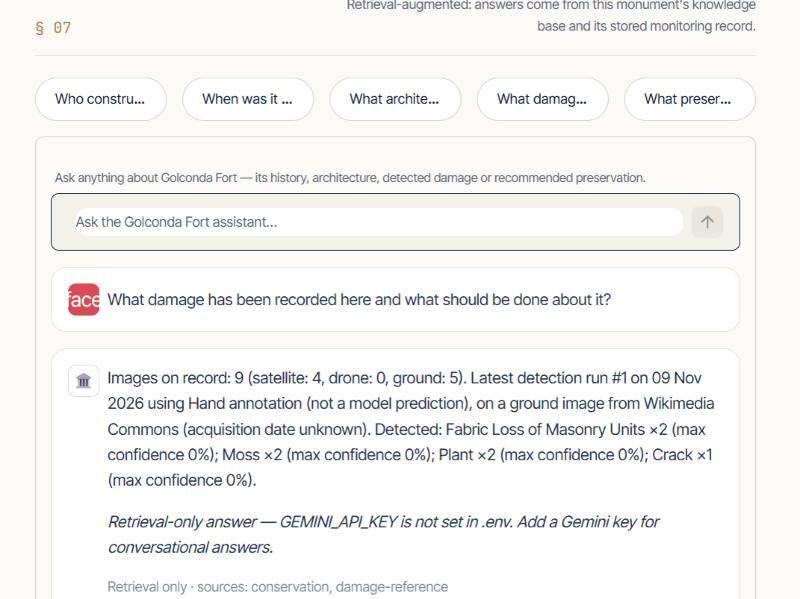 Retrieval-augmented: answers come from this monument's knowledge
§ 07
base and its stored monitoring record.
Who constru...
When was it ...
What archite...
What damag...
What preser...
Ask anything about Golconda Fort — its history, architecture, detected damage or recommended preservation.
Ask the Golconda Fort assistant...
face
What damage has been recorded here and what should be done about it?
Images on record: 9 (satellite: 4, drone: 0, ground: 5). Latest detection run #1 on 09 Nov
2026 using Hand annotation (not a model prediction), on a ground image from Wikimedia
Commons (acquisition date unknown). Detected: Fabric Loss of Masonry Units ×2 (max
confidence 0%); Moss ×2 (max confidence 0%); Plant ×2 (max confidence 0%); Crack ×1
(max confidence 0%).
Retrieval-only answer — GEMINI_API_KEY is not set in .env. Add a Gemini key for
conversational answers.
Retrieval only · sources: conservation, damage-reference